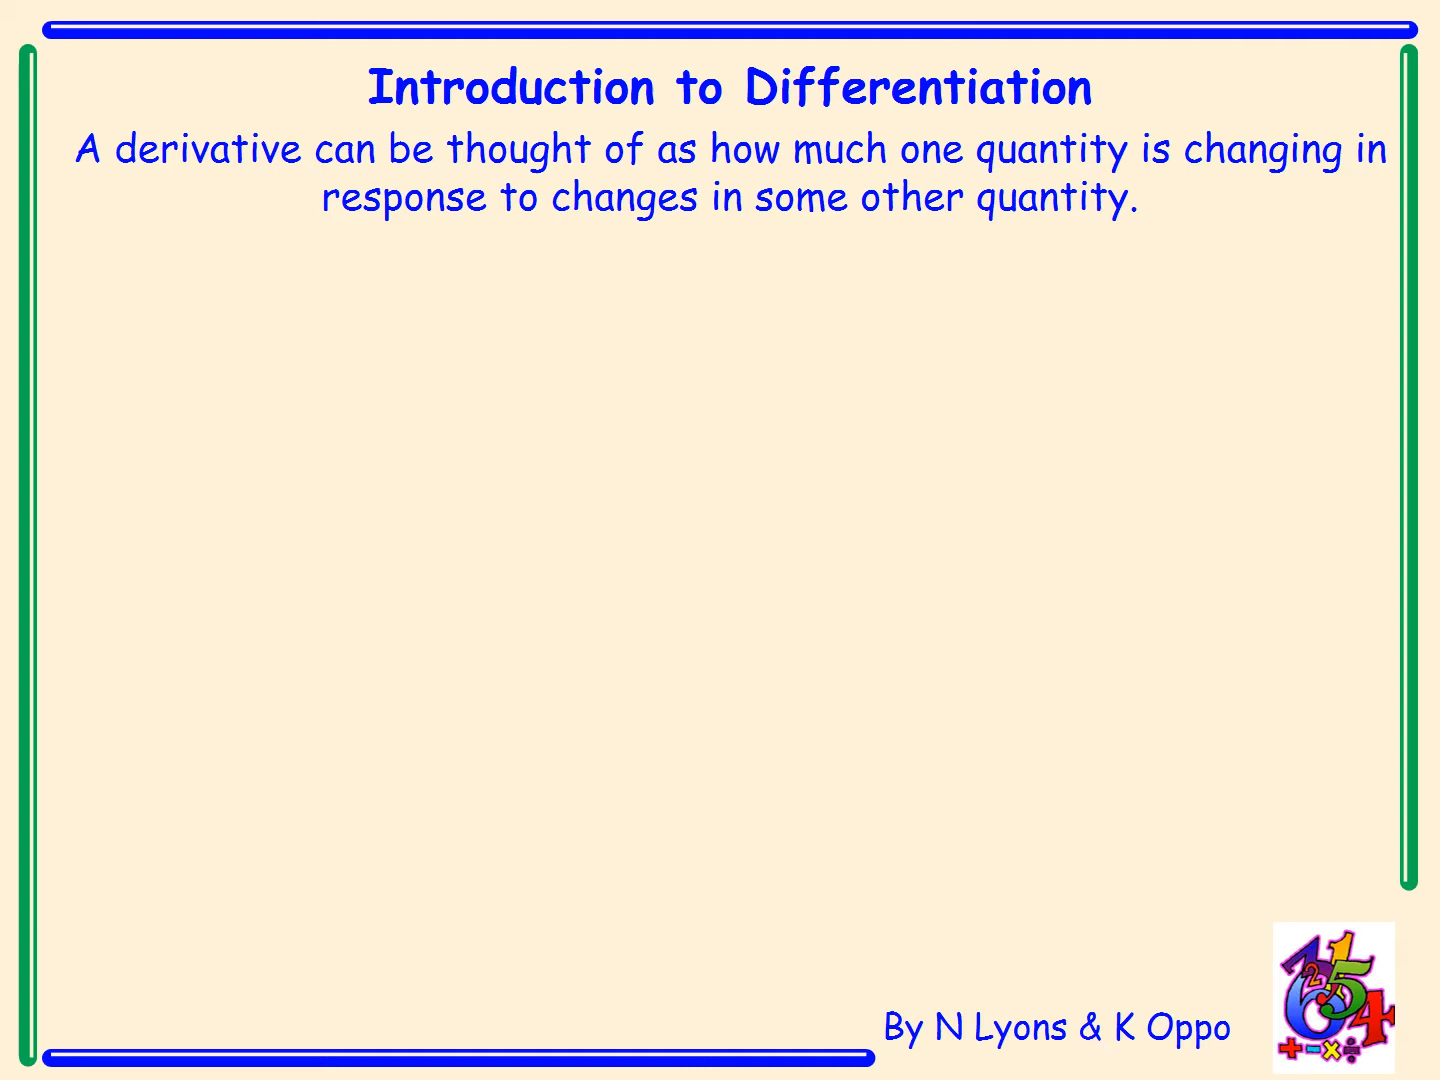 Introduction to Differentiation
A derivative can be thought of as how much one quantity is changing in
response to changes in some other quantity.
By N Lyons & K Oppo